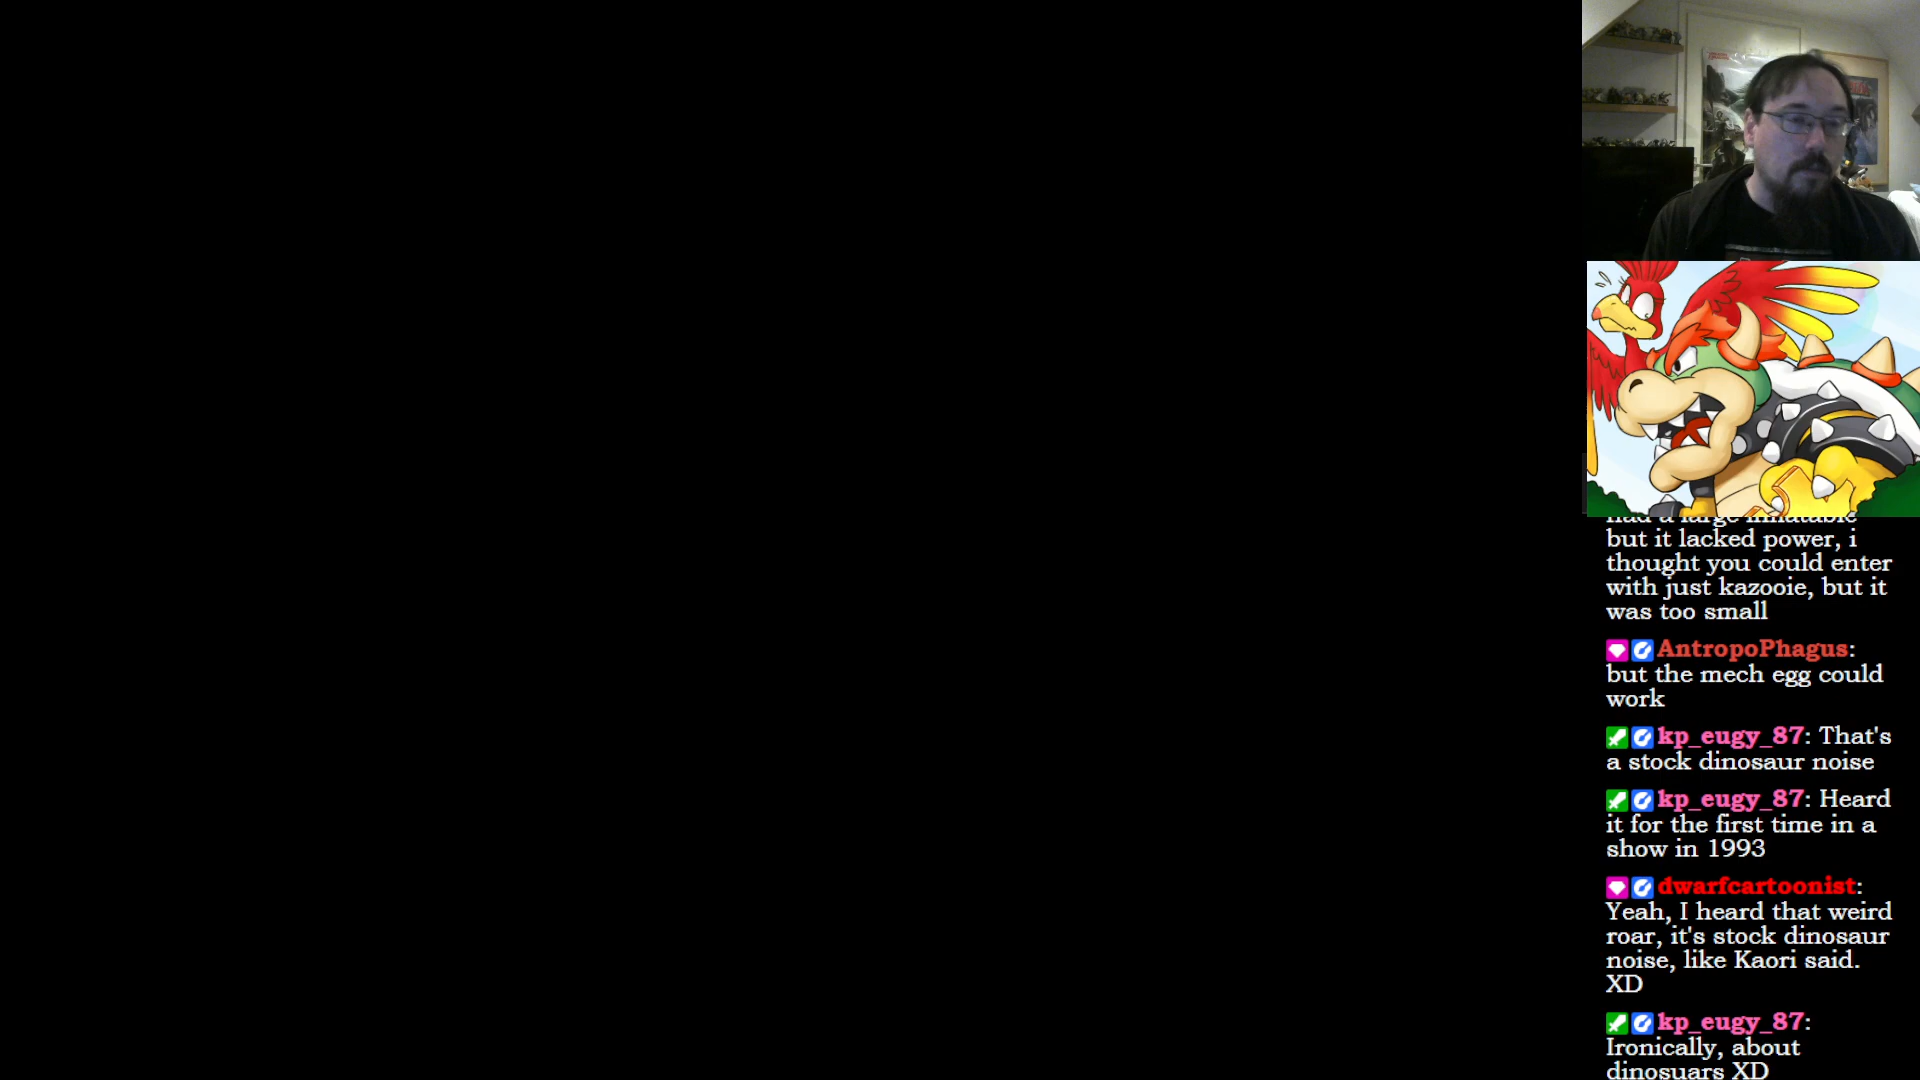 had a large inflatable
but it lacked power, i
thought you could enter
with just kazooie, but it
was too small
AntropoPhagus:
but the mech egg could
work
kp_eugy_87: That's
a stock dinosaur noise
kp_eugy_87: Heard
it for the first time in a
show in 1993
dwarfcartoonist:
Yeah, I heard that weird
roar, it's stock dinosaur
noise, like Kaori said.
XD
kp_eugy_87:
Ironically, about
dinosuars XD